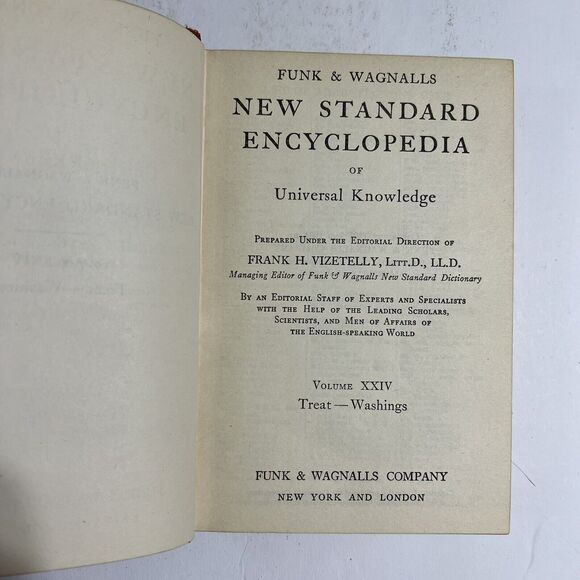 FUNK & WAGNALLS
NEW STANDARD
ENCYCLOPEDIA
OF
Universal Knowledge
Prepared Under the Editorial Direction of
FRANK H. VIZETELLY, Litt.D., LL.D.
Managing Editor of Funk & Wagnalls New Standard Dictionary
By an Editorial Staff of Experts and Specialists
with the Help of the Leading Scholars,
Scientists, and Men of Affairs of
the English-speaking World
Volume XXIV
Treat—Washings
FUNK & WAGNALLS COMPANY
NEW YORK AND LONDON